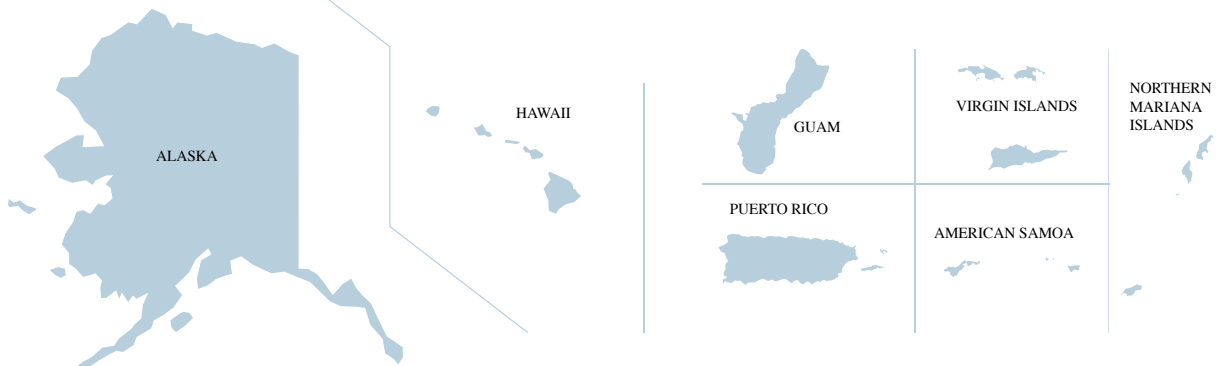 ALASKA
HAWAII
GUAM
VIRGIN ISLANDS
NORTHERN
MARIANA
ISLANDS
PUERTO RICO
AMERICAN SAMOA